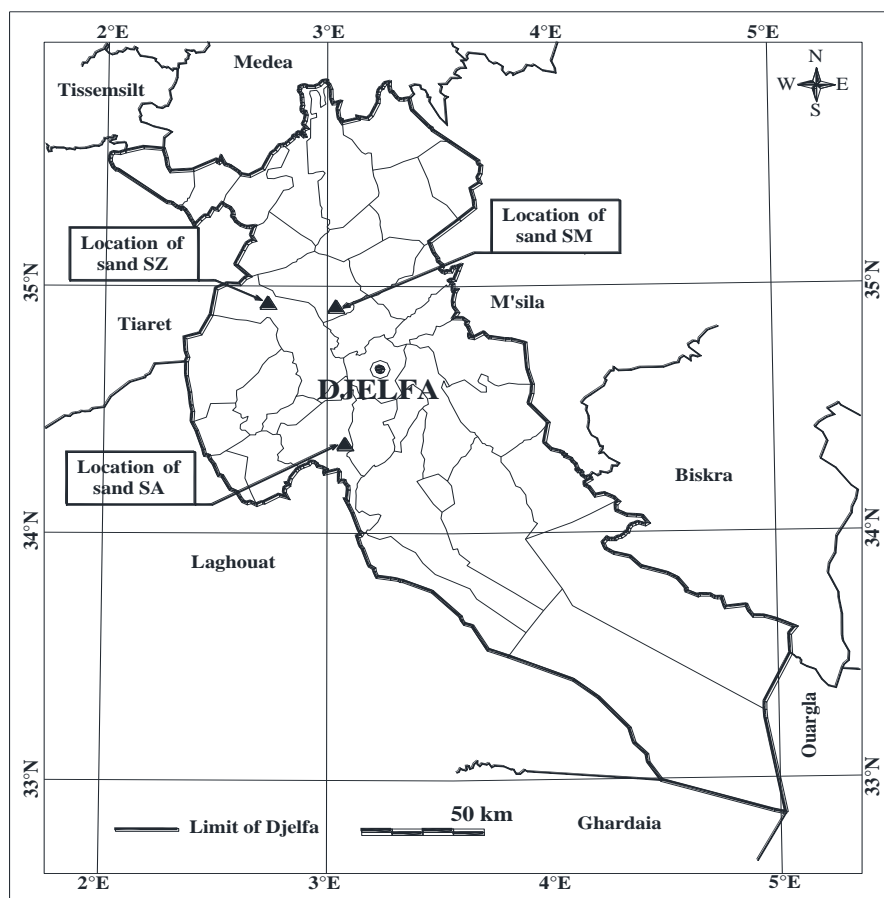 2°E 3°E 4°E 5°E
Medea
Tissemsilt
N
W E
S
Location of
sand SZ
Location of
sand SM
35°N 35°N
M'sila
Tiaret
DJELFA
Location of
sand SA
Biskra
34°N 34°N
Laghouat
Ouargla
33°N 33°N
50 km
Limit of Djelfa
Ghardaia
2°E 3°E 4°E 5°E